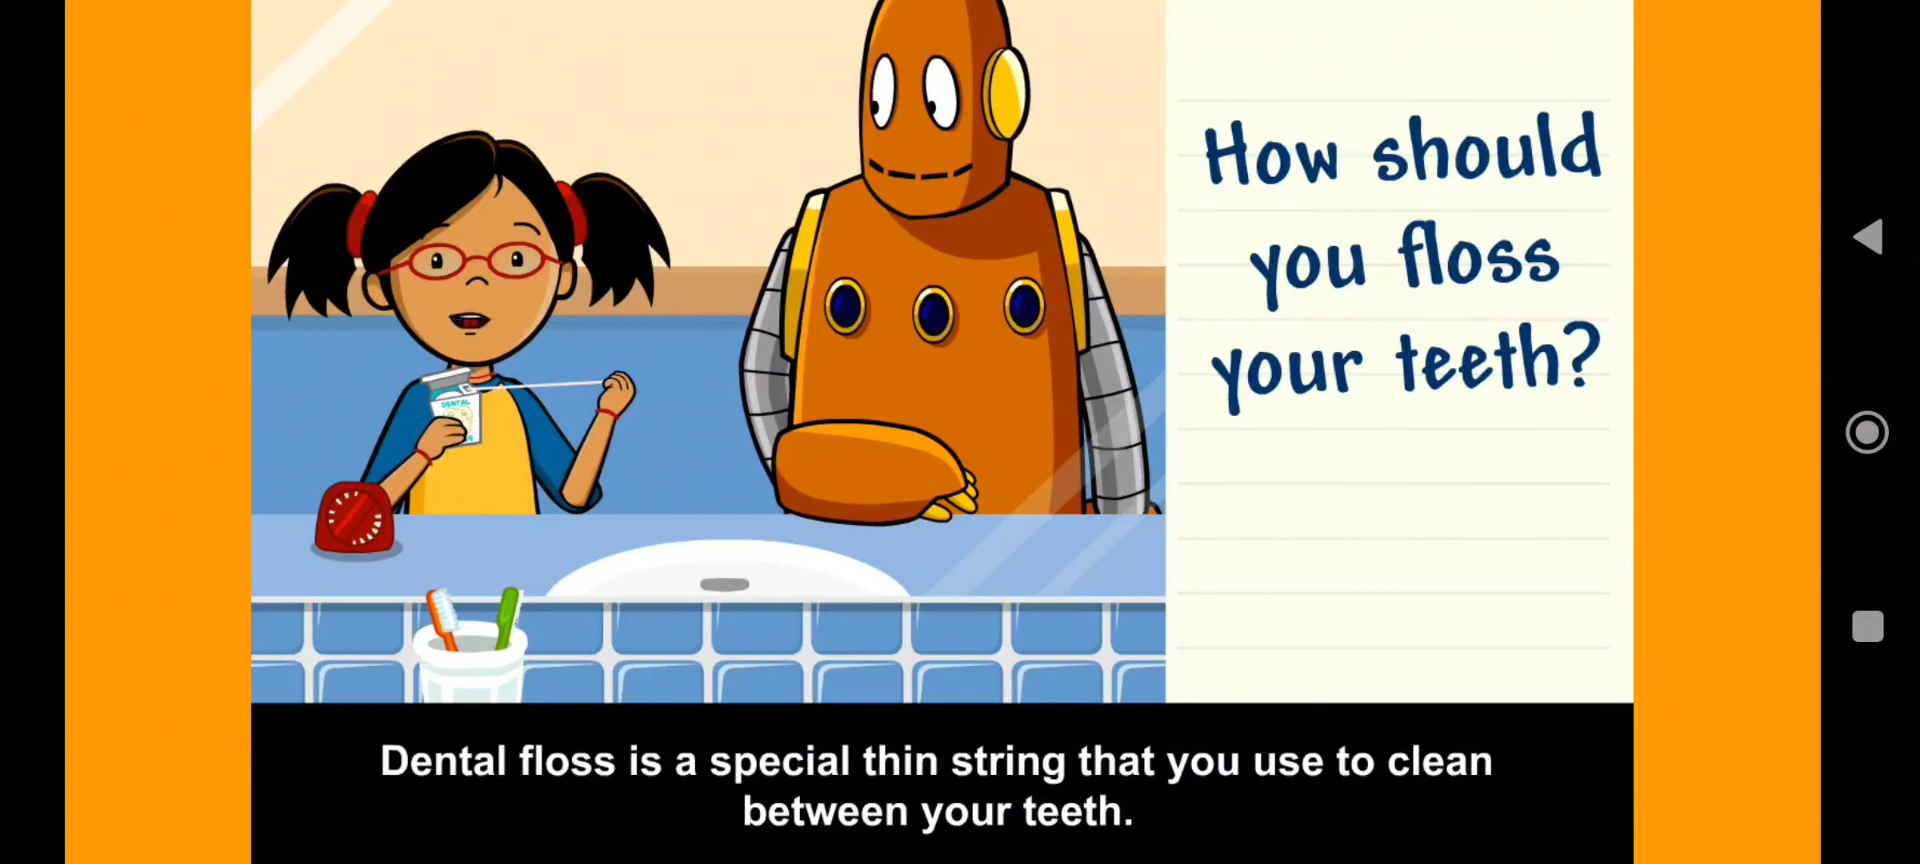 How should
you floss
your teeth?
DENTAL
Dental floss is a special thin string that you use to clean
between your teeth.